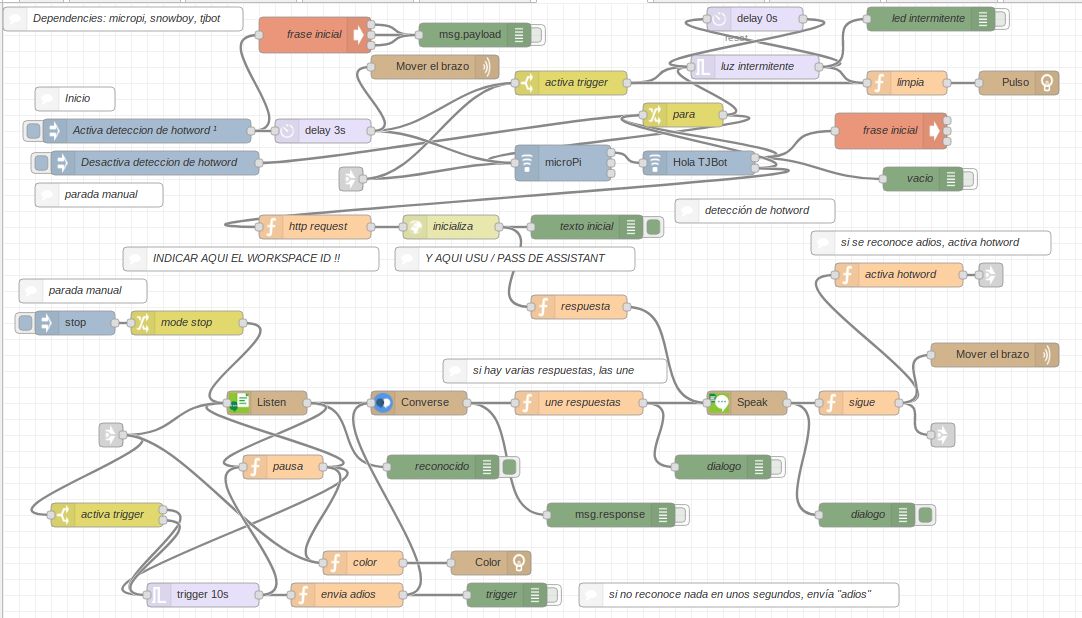 Dependencies: micropi, snowboy, tjbot
frase inicial
msg.payload
delay 0s
reset
led intermitente
Mover el brazo
luz intermitente
activa trigger
limpia
Pulso
Inicio
para
Activa deteccion de hotword ¹
delay 3s
frase inicial
Desactiva deteccion de hotword
microPi
Hola TJBot
vacio
parada manual
detección de hotword
http request
inicializa
texto inicial
si se reconoce adios, activa hotword
INDICAR AQUI EL WORKSPACE ID !!
Y AQUI USU / PASS DE ASSISTANT
activa hotword
parada manual
respuesta
stop
mode stop
Mover el brazo
si hay varias respuestas, las une
Listen
Converse
une respuestas
Speak
sigue
pausa
reconocido
dialogo
activa trigger
msg.response
dialogo
color
Color
trigger 10s
envia adios
trigger
si no reconoce nada en unos segundos, envía "adios"